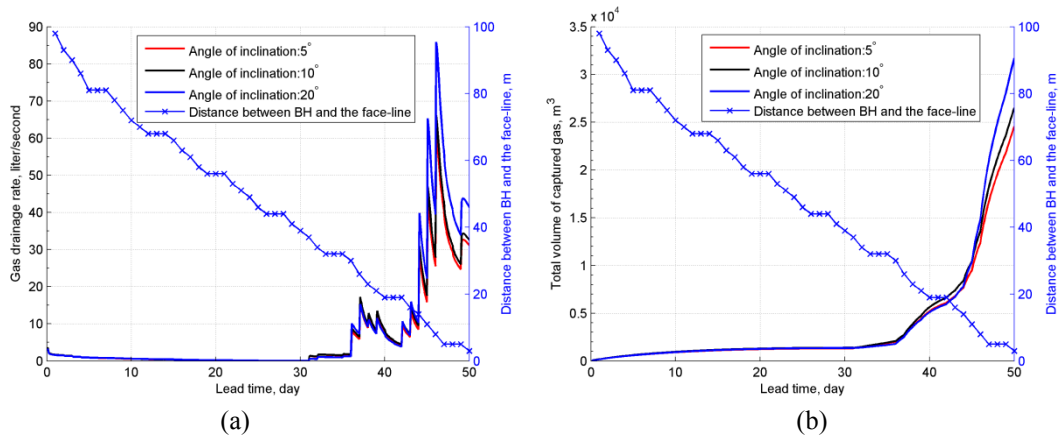 90
80
70
60
50
40
30
20
10
0
Gas drainage rate, liter/second
Angle of inclination:5°
Angle of inclination:10°
Angle of inclination:20°
Distance between BH and the face-line
100
80
60
40
20
0
Distance between BH and the face-line, m
0 10 20 30 40 50
Lead time, day
(a)
x 10⁴
3.5
3
2.5
2
1.5
1
0.5
0
Total volume of captured gas, m³
Angle of inclination:5°
Angle of inclination:10°
Angle of inclination:20°
Distance between BH and the face-line
100
80
60
40
20
0
Distance between BH and the face-line, m
0 10 20 30 40 50
Lead time, day
(b)